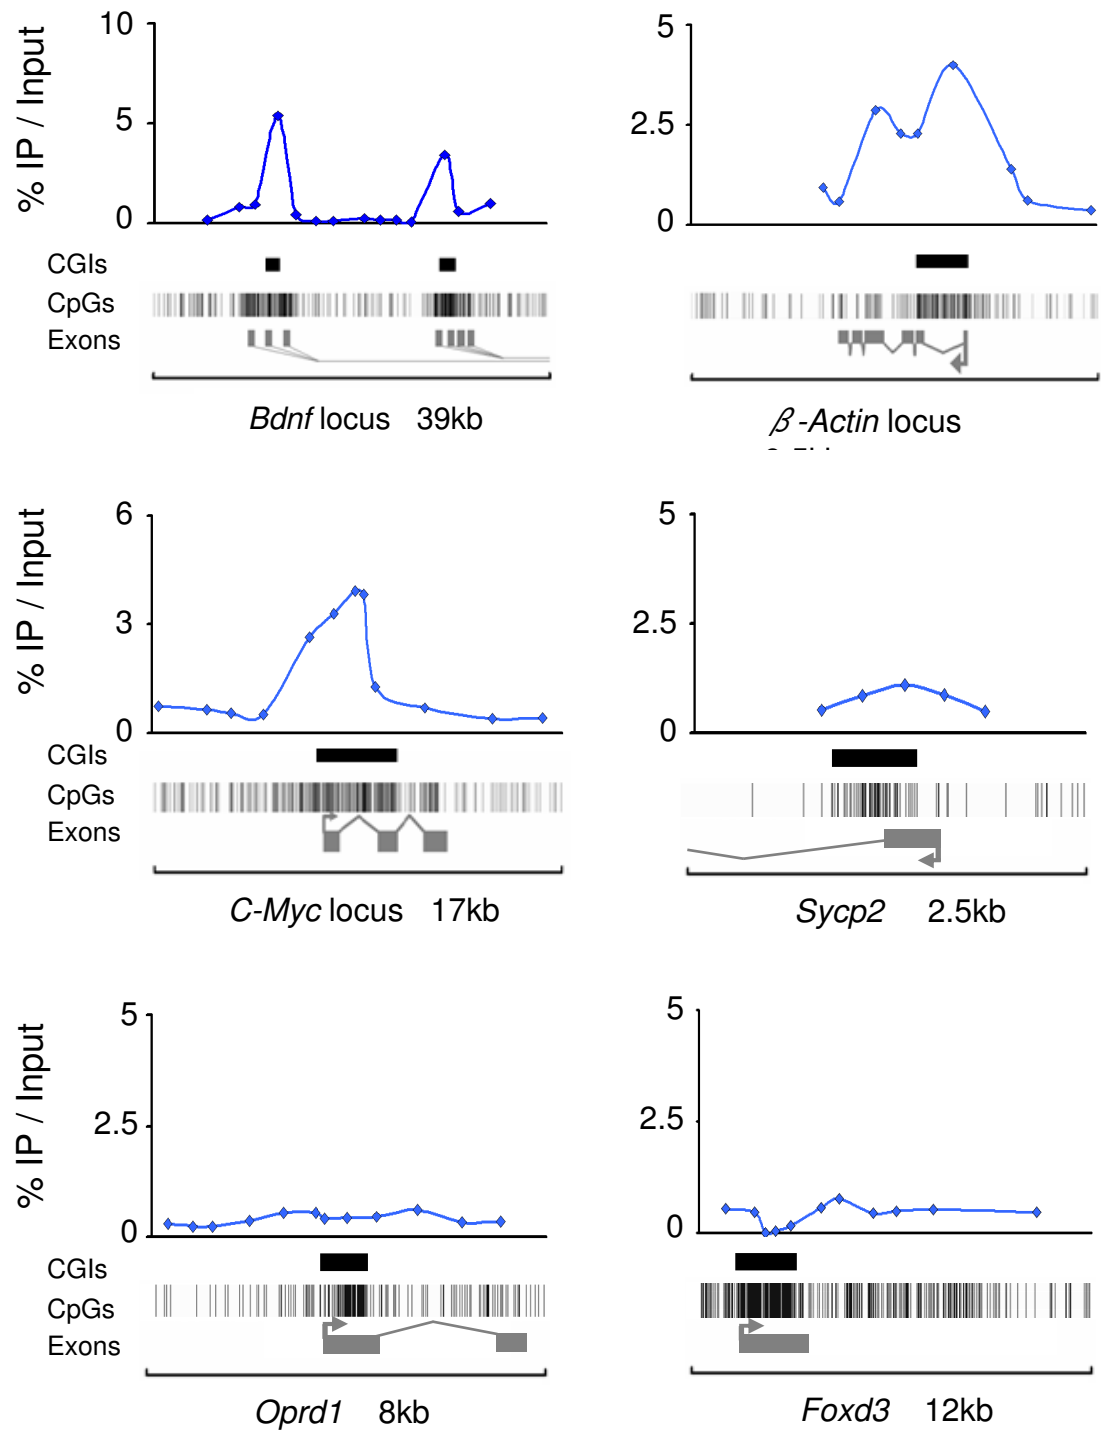 10
5
0
% IP / Input
5
2.5
0
CGIs
CpGs
Exons
Bdnf locus 39kb
β-Actin locus
6
3
0
% IP / Input
5
2.5
0
CGIs
CpGs
Exons
C-Myc locus 17kb
Sycp2 2.5kb
5
2.5
0
% IP / Input
5
2.5
0
CGIs
CpGs
Exons
Oprd1 8kb
Foxd3 12kb